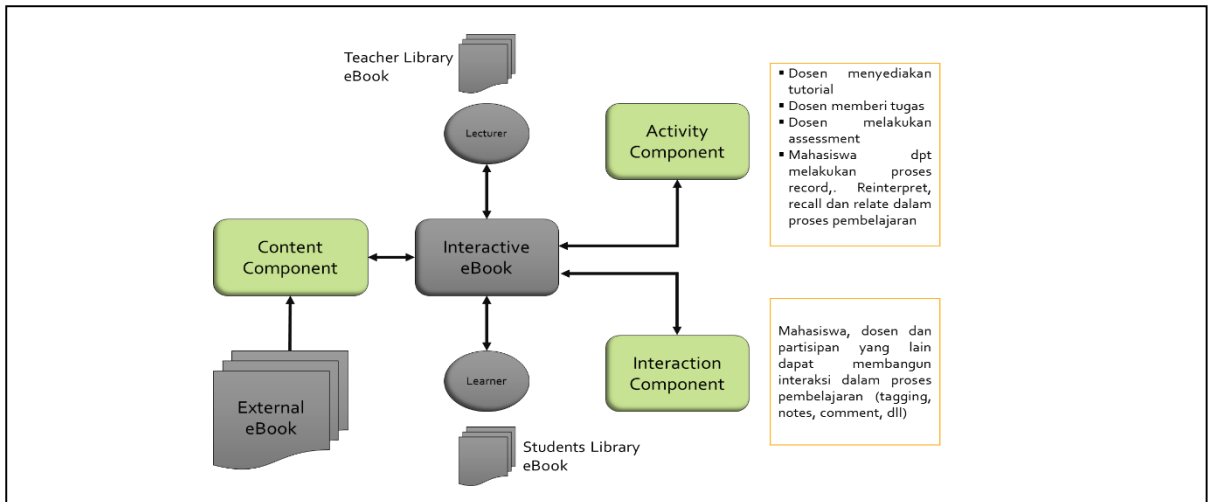 Teacher Library
eBook
Lecturer
Activity
Component
▪ Dosen menyediakan
tutorial
▪ Dosen memberi tugas
▪ Dosen melakukan
assessment
▪ Mahasiswa dpt
melakukan proses
record,. Reinterpret,
recall dan relate dalam
proses pembelajaran
Content
Component
Interactive
eBook
Interaction
Component
Mahasiswa, dosen dan
partisipan yang lain
dapat membangun
interaksi dalam proses
pembelajaran (tagging,
notes, comment, dll)
External
eBook
Learner
Students Library
eBook